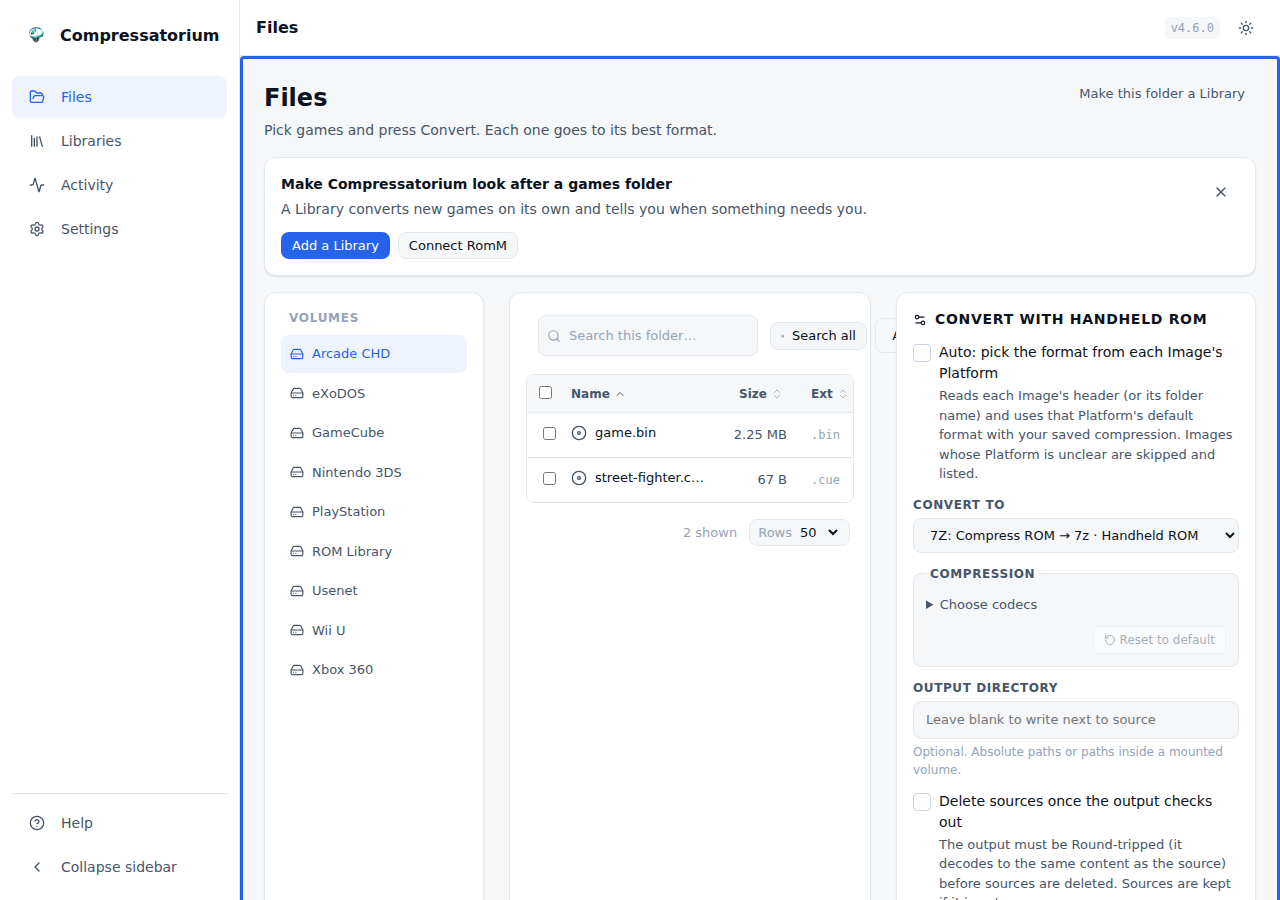 Compressatorium
Files
Libraries
Activity
Settings
Help
Collapse sidebar
Files
v4.6.0
Files
Make this folder a Library
Pick games and press Convert. Each one goes to its best format.
Make Compressatorium look after a games folder
A Library converts new games on its own and tells you when something needs you.
Add a Library
Connect RomM
VOLUMES
Arcade CHD
eXoDOS
GameCube
Nintendo 3DS
PlayStation
ROM Library
Usenet
Wii U
Xbox 360
Search this folder…
Search all
Name
Size
Ext
game.bin
2.25 MB
.bin
street-fighter.c…
67 B
.cue
2 shown
Rows 50
CONVERT WITH HANDHELD ROM
Auto: pick the format from each Image's
Platform
Reads each Image's header (or its folder
name) and uses that Platform's default
format with your saved compression. Images
whose Platform is unclear are skipped and
listed.
CONVERT TO
7Z: Compress ROM → 7z · Handheld ROM
COMPRESSION
Choose codecs
Reset to default
OUTPUT DIRECTORY
Leave blank to write next to source
Optional. Absolute paths or paths inside a mounted
volume.
Delete sources once the output checks
out
The output must be Round-tripped (it
decodes to the same content as the source)
before sources are deleted. Sources are kept